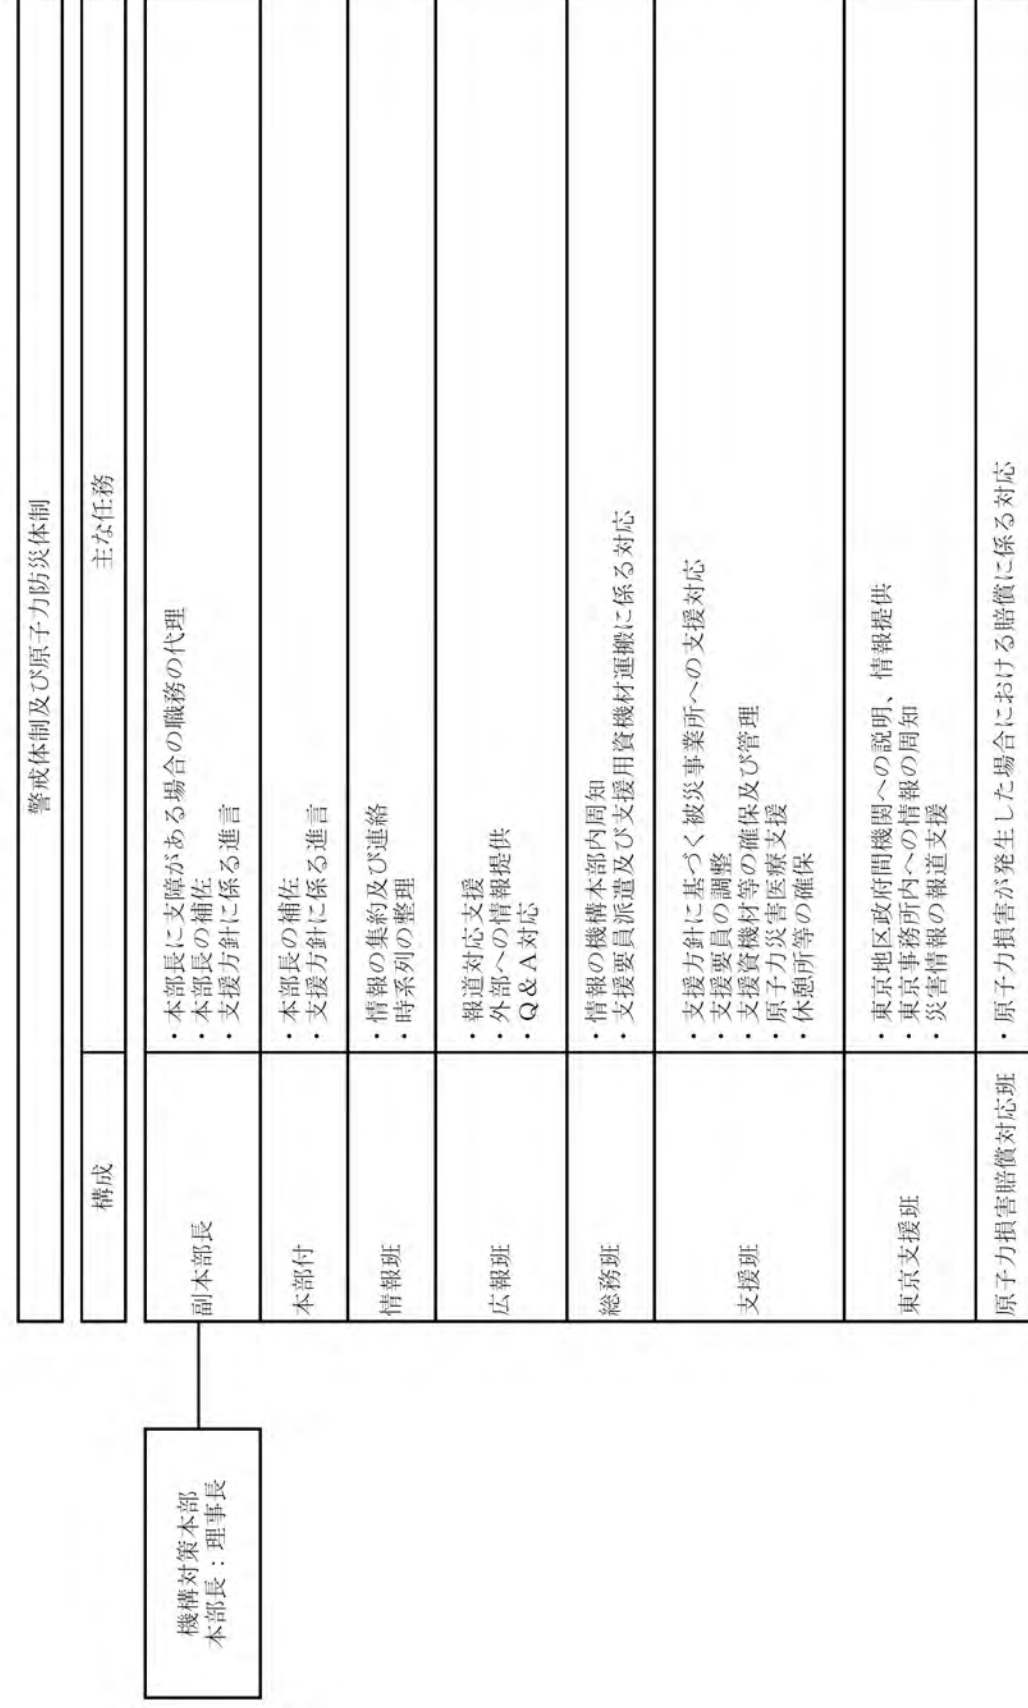 警戒体制及び原子力防災体制
構成
主な任務
機構対策本部
本部長：理事長
副本部長
・本部長に支障がある場合の職務の代理
・本部長の補佐
・支援方針に係る進言
本部付
・本部長の補佐
・支援方針に係る進言
情報班
・情報の集約及び連絡
・時系列の整理
広報班
・報道対応支援
・外部への情報提供
・Q＆A対応
総務班
・情報の機構本部内周知
・支援要員派遣及び支援用資機材運搬に係る対応
支援班
・支援方針に基づく被災事業所への支援対応
・支援要員の調整
・支援資機材等の確保及び管理
・原子力災害医療支援
・休憩所等の確保
東京支援班
・東京地区政府間機関への説明、情報提供
・東京事務所内への情報の周知
・災害情報の報道支援
原子力損害賠償対応班
・原子力損害が発生した場合における賠償に係る対応